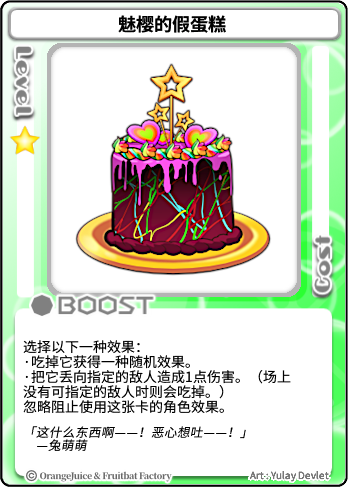 魅樱的假蛋糕
Level
Cost
BOOST
选择以下一种效果：
·吃掉它获得一种随机效果。
·把它丢向指定的敌人造成1点伤害。（场上
没有可指定的敌人时则会吃掉。）
忽略阻止使用这张卡的角色效果。
「这什么东西啊——！恶心想吐——！」
—兔萌萌
© OrangeJuice & Fruitbat Factory
Art : Yulay Devlet